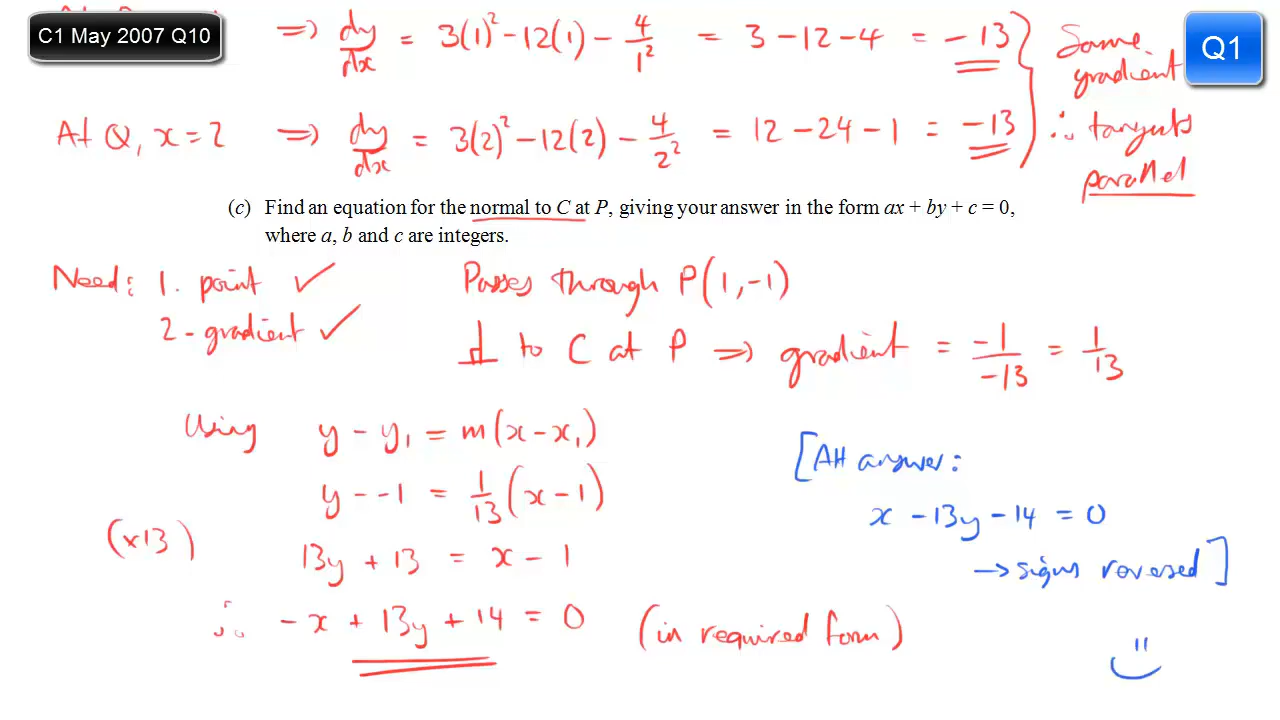 C1 May 2007 Q10
Q1
⇒ dy/dx = 3(1)² - 12(1) - 4/1² = 3 - 12 - 4 = -13
Same gradient
At Q, x = 2 ⇒ dy/dx = 3(2)² - 12(2) - 4/2² = 12 - 24 - 1 = -13
∴ tangents parallel
(c) Find an equation for the normal to C at P, giving your answer in the form ax + by + c = 0,
where a, b and c are integers.
Need: 1. point ✓
2 - gradient ✓
Passes through P(1, -1)
⊥ to C at P ⇒ gradient = -1/-13 = 1/13
Using y - y₁ = m(x - x₁)
y - -1 = 1/13 (x - 1)
(×13) 13y + 13 = x - 1
∴ -x + 13y + 14 = 0 (in required form)
[Alt answer:
x - 13y - 14 = 0
→ signs reversed]